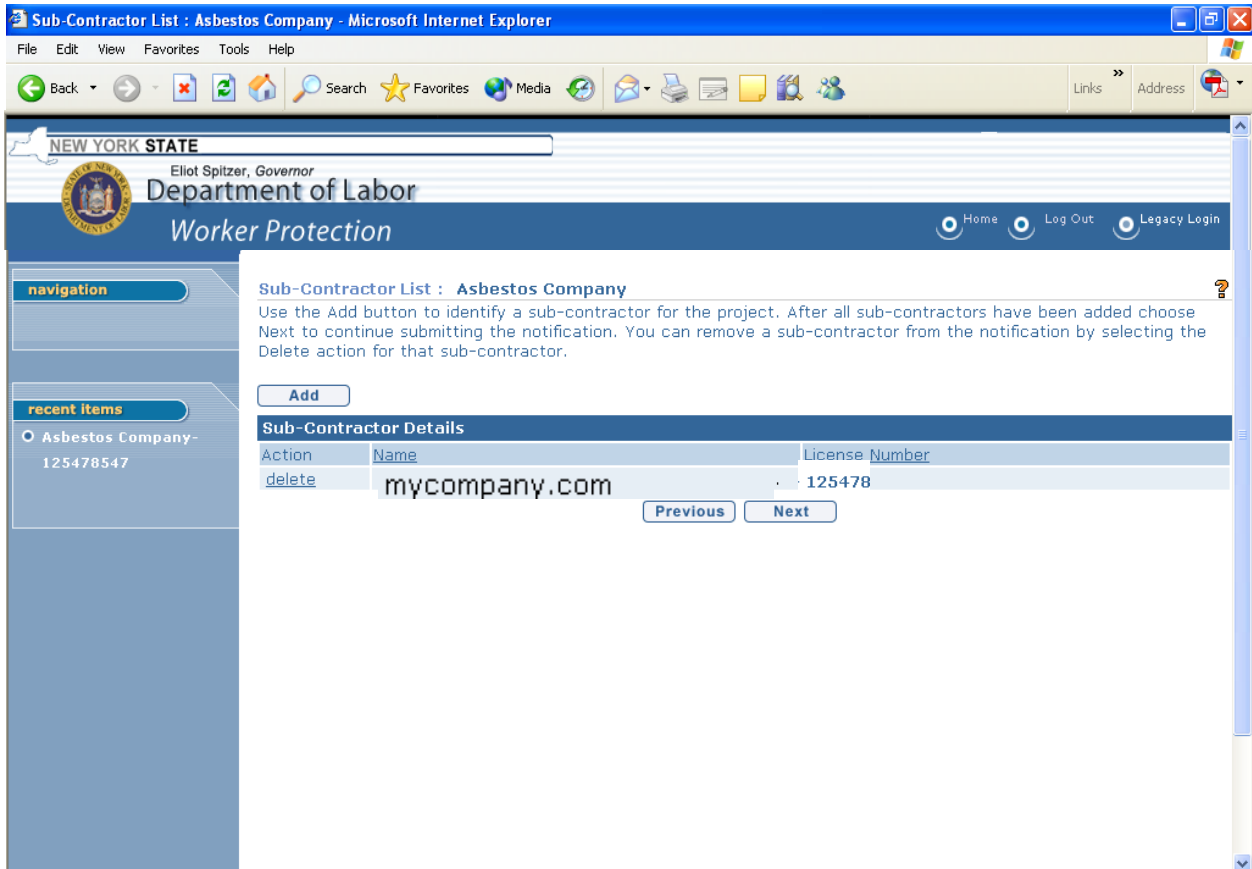 Sub-Contractor List : Asbestos Company - Microsoft Internet Explorer
File Edit View Favorites Tools Help
Back Search Favorites Media Links » Address
NEW YORK STATE
Eliot Spitzer, Governor
Department of Labor
Worker Protection
Home Log Out Legacy Login
navigation
recent items
Asbestos Company-
125478547
Sub-Contractor List : Asbestos Company ?
Use the Add button to identify a sub-contractor for the project. After all sub-contractors have been added choose
Next to continue submitting the notification. You can remove a sub-contractor from the notification by selecting the
Delete action for that sub-contractor.
Add
Sub-Contractor Details
Action Name License Number
delete mycompany.com 125478
Previous Next